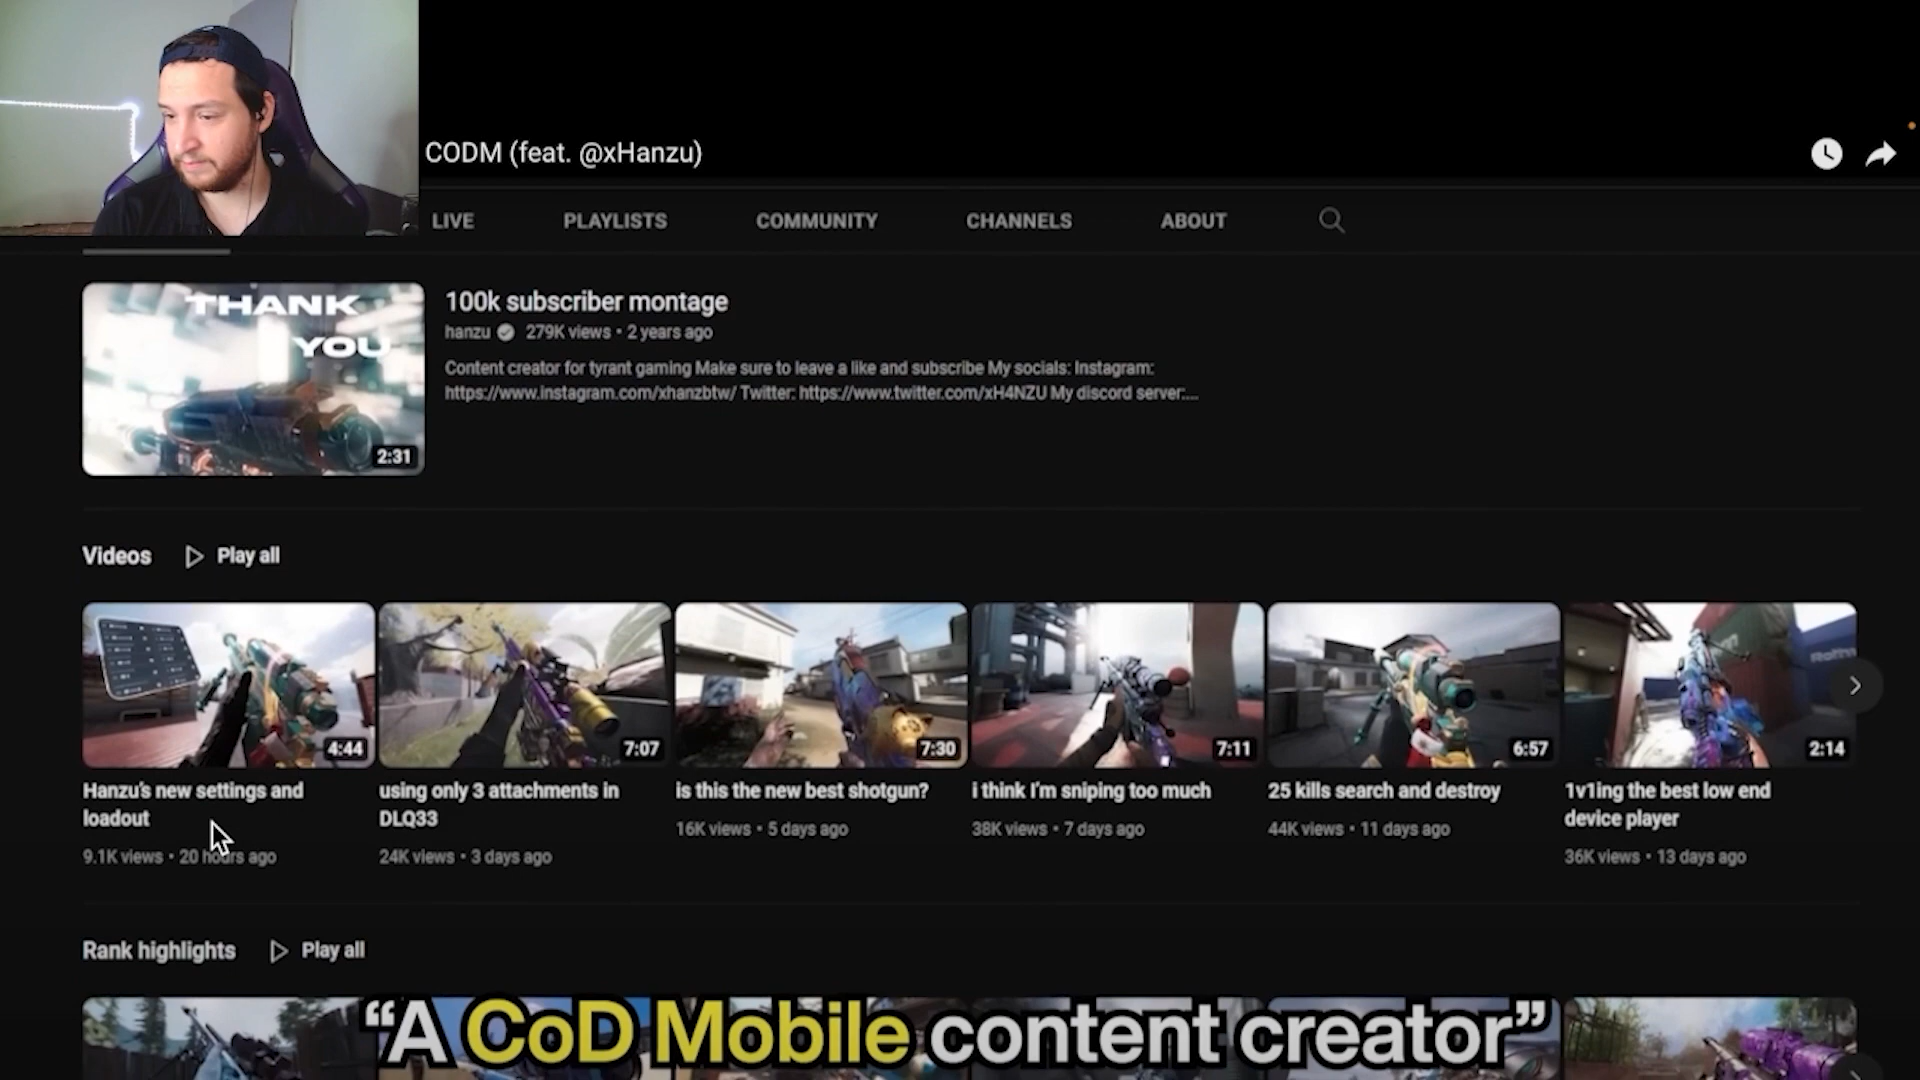 CODM (feat. @xHanzu)
LIVE PLAYLISTS COMMUNITY CHANNELS ABOUT
THANK
YOU
2:31
100k subscriber montage
hanzu 279K views • 2 years ago
Content creator for tyrant gaming Make sure to leave a like and subscribe My socials: Instagram:
https://www.instagram.com/xhanzbtw/ Twitter: https://www.twitter.com/xH4NZU My discord server:....
Videos Play all
4:44
Hanzu's new settings and
loadout
9.1K views • 20 hours ago
7:07
using only 3 attachments in
DLQ33
24K views • 3 days ago
7:30
is this the new best shotgun?
16K views • 5 days ago
7:11
i think I'm sniping too much
38K views • 7 days ago
6:57
25 kills search and destroy
44K views • 11 days ago
2:14
1v1ing the best low end
device player
36K views • 13 days ago
Rank highlights Play all
“A CoD Mobile content creator”